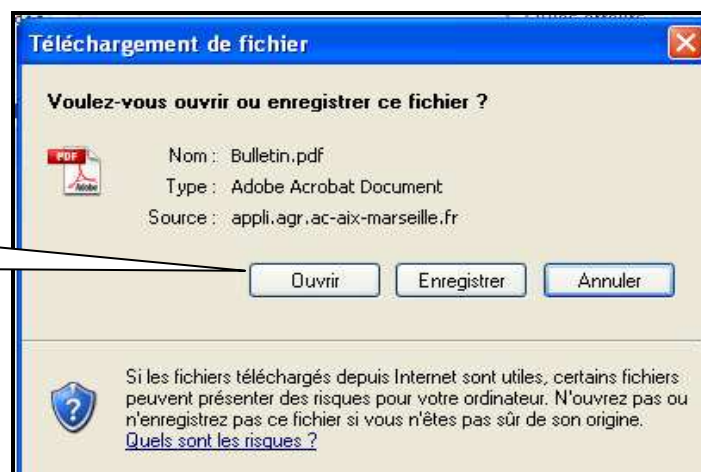 Téléchargement de fichier
Voulez-vous ouvrir ou enregistrer ce fichier ?
PDF
Adobe
Nom : Bulletin.pdf
Type : Adobe Acrobat Document
Source : appli.agr.ac-aix-marseille.fr
Ouvrir Enregistrer Annuler
Si les fichiers téléchargés depuis Internet sont utiles, certains fichiers
peuvent présenter des risques pour votre ordinateur. N'ouvrez pas ou
n'enregistrez pas ce fichier si vous n'êtes pas sûr de son origine.
Quels sont les risques ?